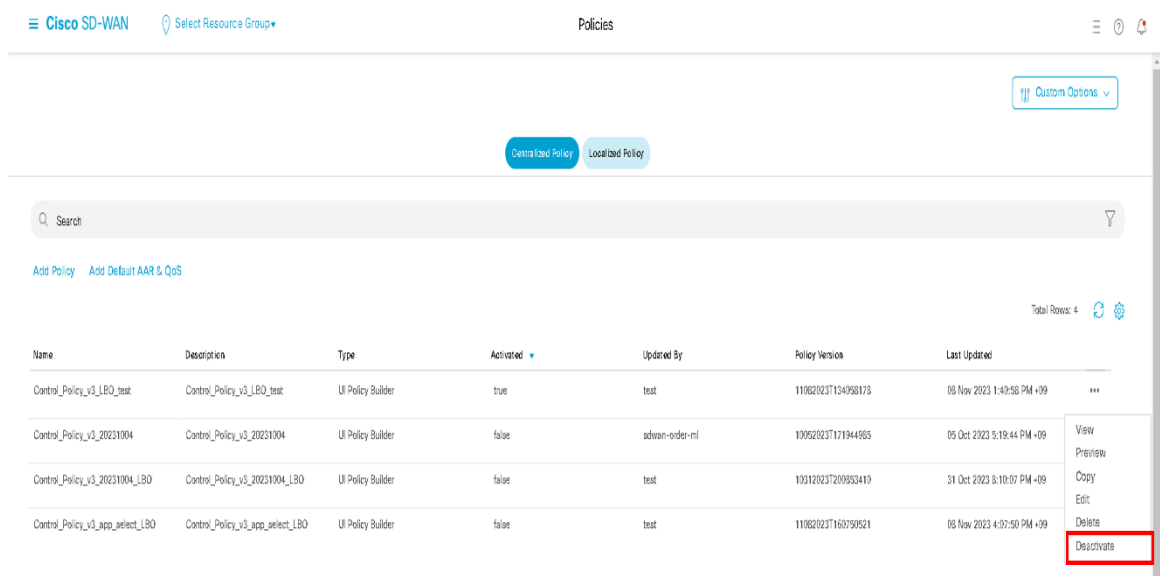 Cisco SD-WAN Select Resource Group▾ Policies
Custom Options
Centralized Policy Localized Policy
Search
Add Policy Add Default AAR & QoS
Total Rows: 4
Name Description Type Activated Updated By Policy Version Last Updated
Control_Policy_v3_LBO_test Control_Policy_v3_LBO_test UI Policy Builder true test 11082023T134058178 08 Nov 2023 1:40:58 PM +09 •••
Control_Policy_v3_20231004 Control_Policy_v3_20231004 UI Policy Builder false sdwan-order-ml 10052023T171944985 05 Oct 2023 5:19:44 PM +09
Control_Policy_v3_20231004_LBO Control_Policy_v3_20231004_LBO UI Policy Builder false test 10312023T200853410 31 Oct 2023 8:10:07 PM +09
Control_Policy_v3_app_select_LBO Control_Policy_v3_app_select_LBO UI Policy Builder false test 11082023T160750521 08 Nov 2023 4:07:50 PM +09
View
Preview
Copy
Edit
Delete
Deactivate